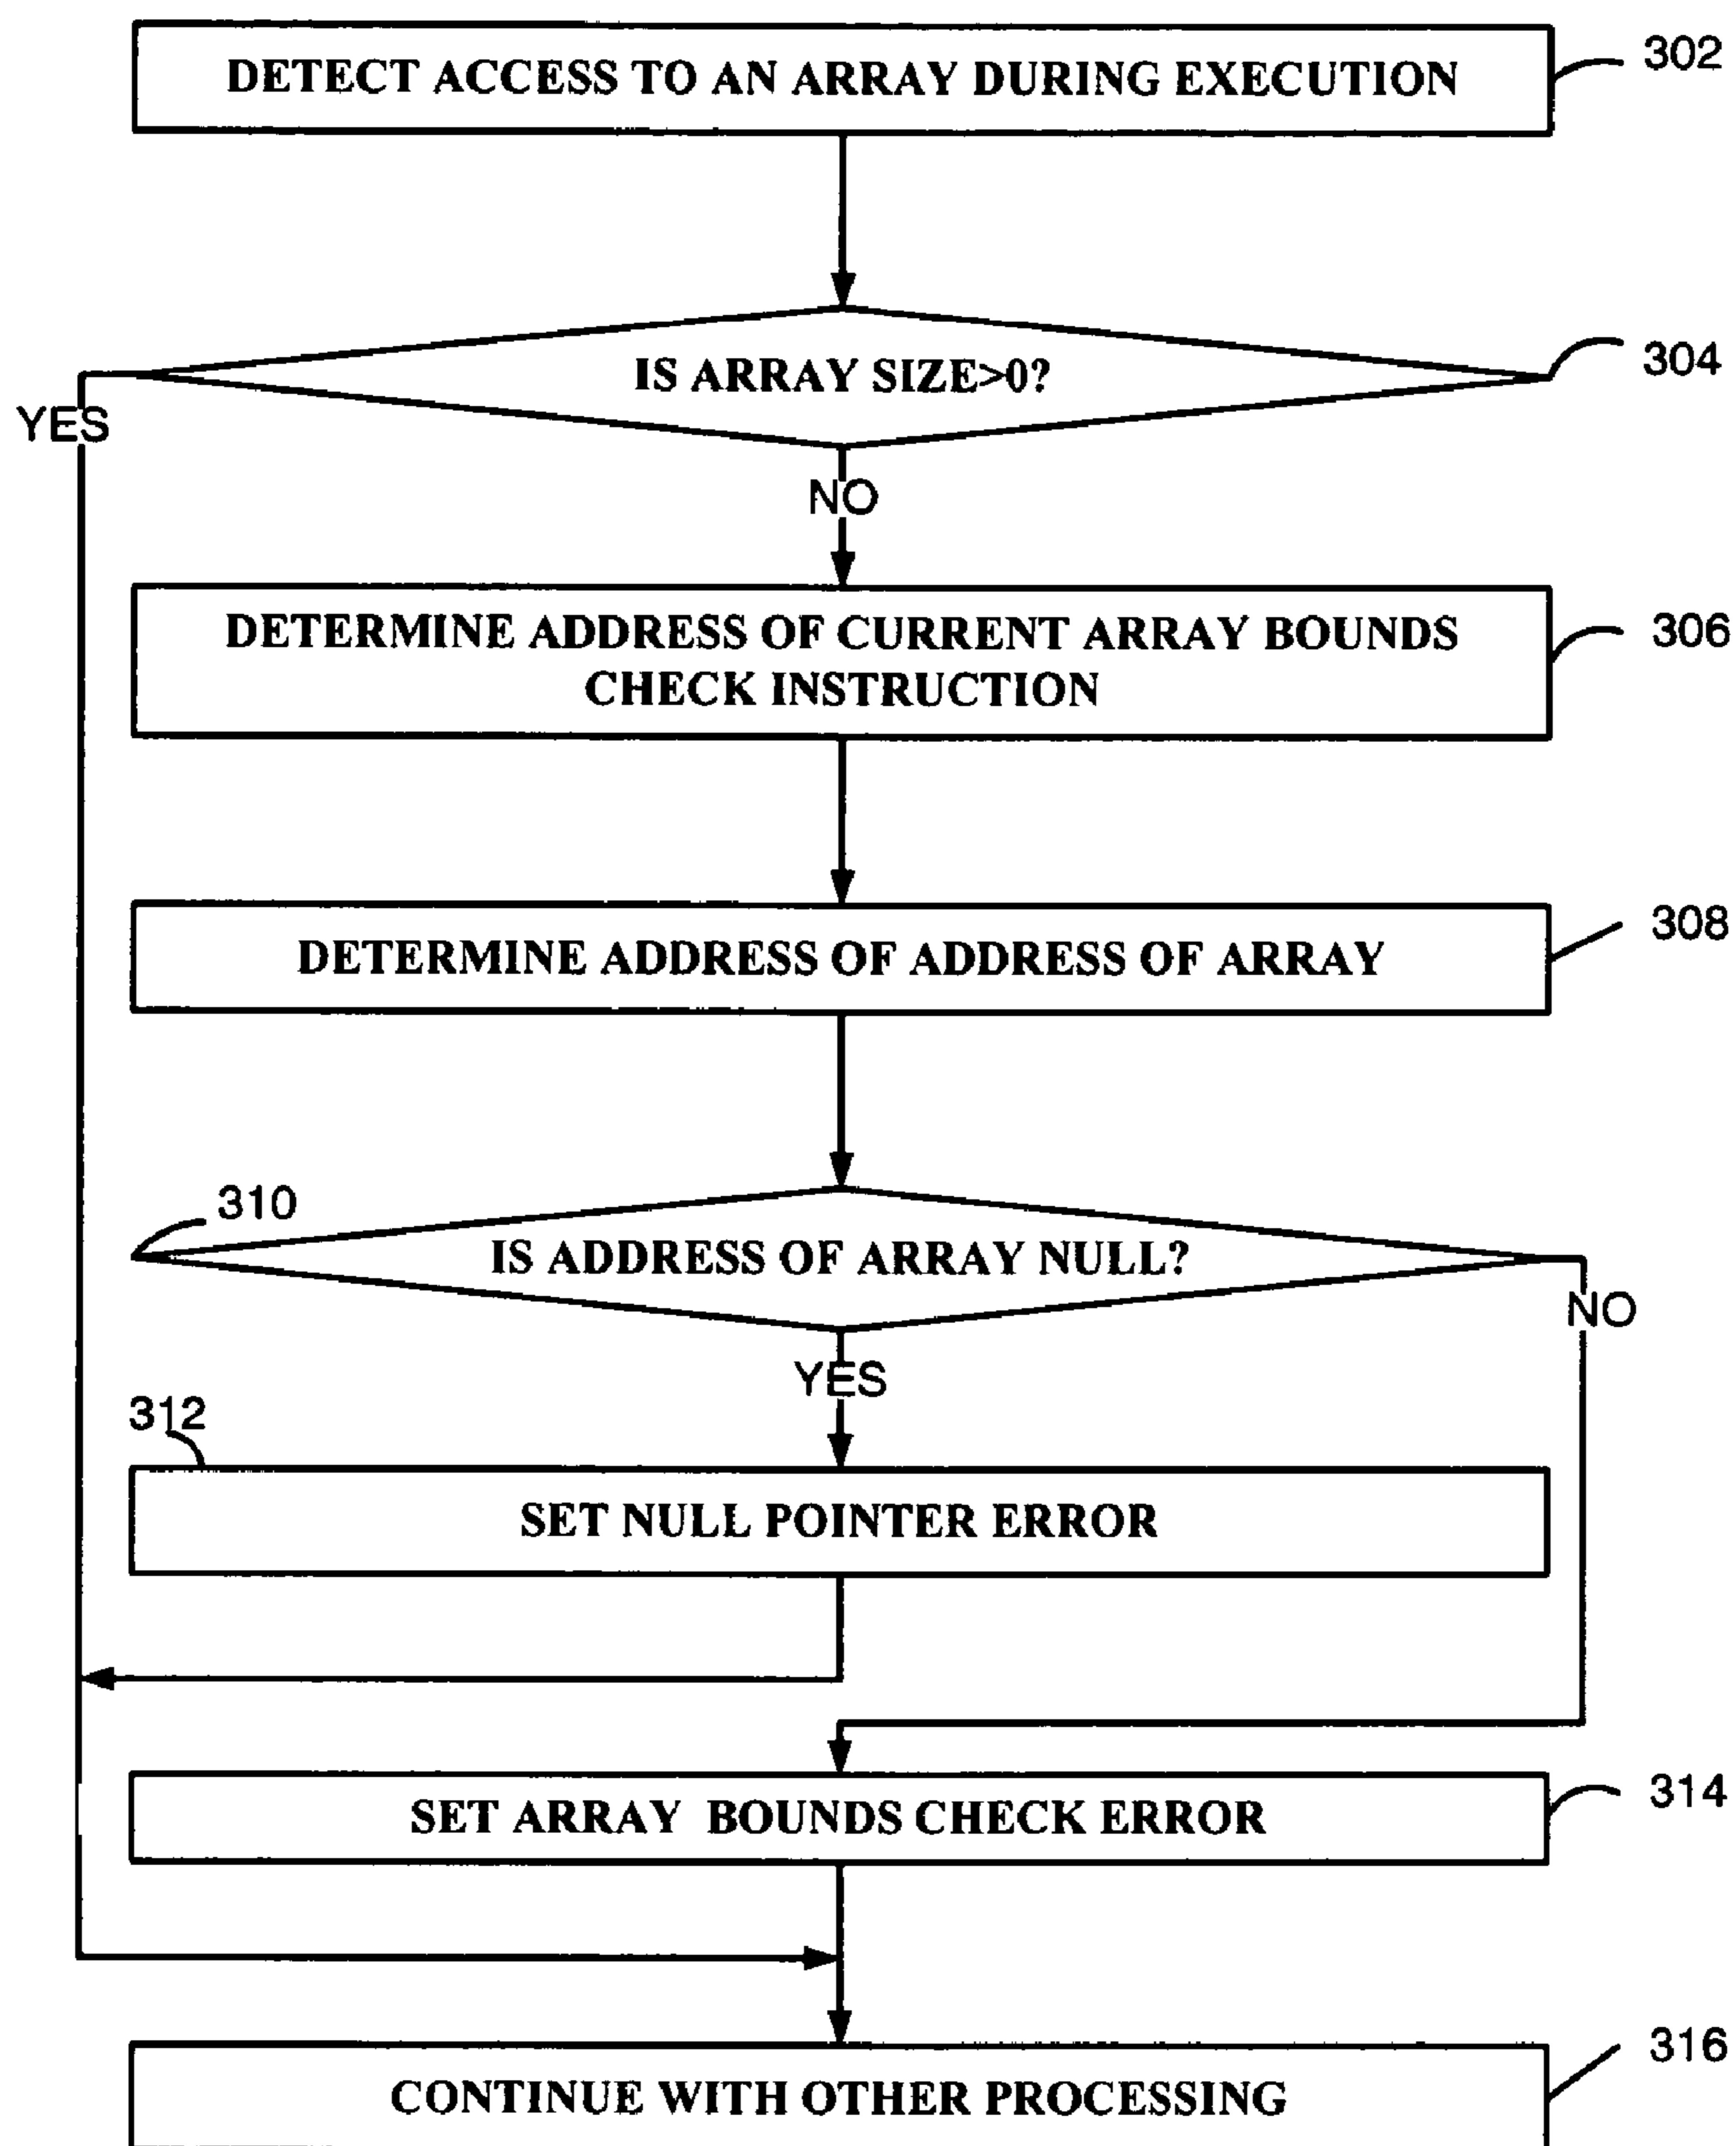 DETECT ACCESS TO AN ARRAY DURING EXECUTION
302
IS ARRAY SIZE>0?
304
YES
NO
DETERMINE ADDRESS OF CURRENT ARRAY BOUNDS
CHECK INSTRUCTION
306
DETERMINE ADDRESS OF ADDRESS OF ARRAY
308
310
IS ADDRESS OF ARRAY NULL?
NO
YES
312
SET NULL POINTER ERROR
SET ARRAY BOUNDS CHECK ERROR
314
CONTINUE WITH OTHER PROCESSING
316